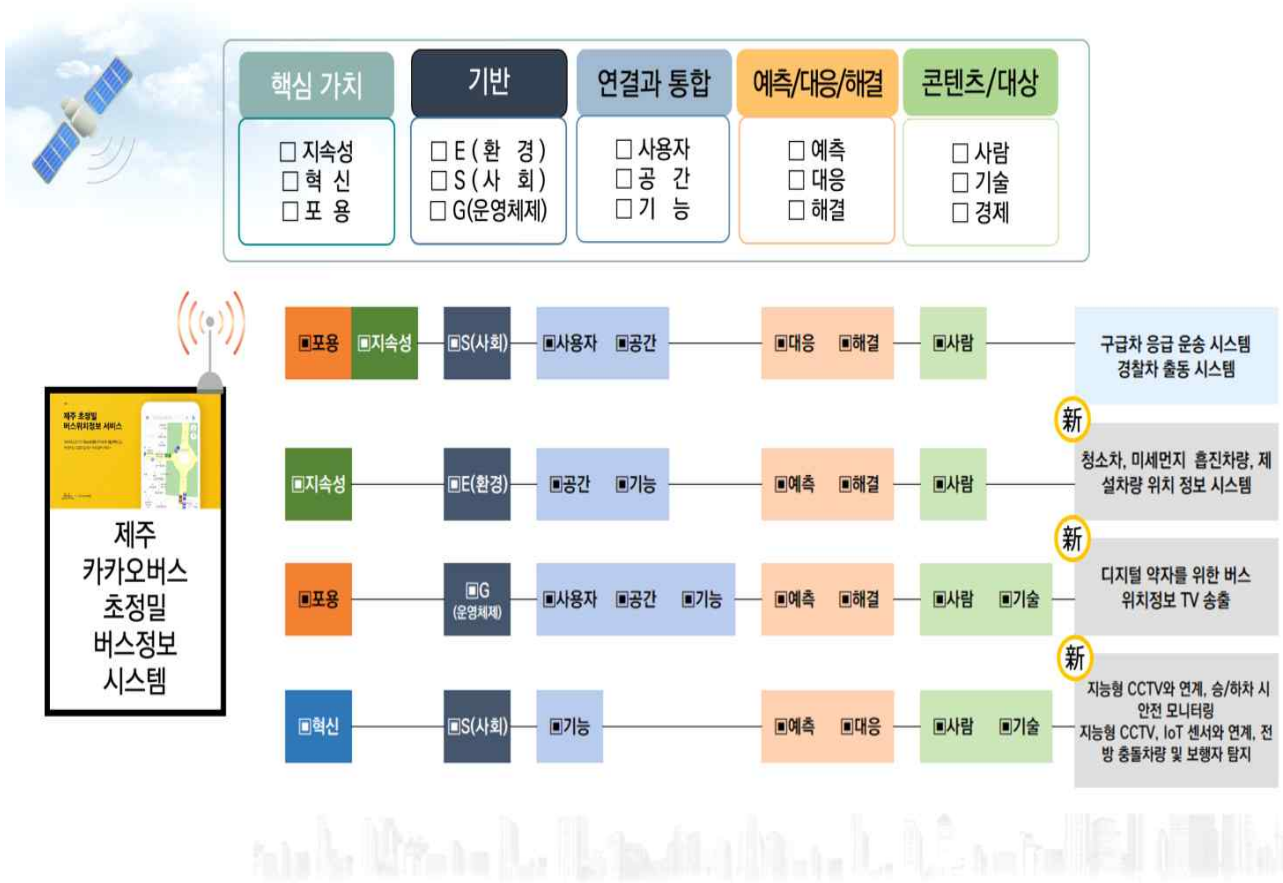 핵심 가치
기반
연결과 통합
예측/대응/해결
콘텐츠/대상
□ 지속성
□ 혁 신
□ 포 용
□ E ( 환 경 )
□ S ( 사 회 )
□ G(운영체제)
□ 사용자
□ 공 간
□ 기 능
□ 예측
□ 대응
□ 해결
□ 사람
□ 기술
□ 경제
제주 초정밀
버스위치정보 서비스
제주
카카오버스
초정밀
버스정보
시스템
▣포용 ▣지속성 ▣S(사회) ▣사용자 ▣공간 ▣대응 ▣해결 ▣사람
구급차 응급 운송 시스템
경찰차 출동 시스템
▣지속성 ▣E(환경) ▣공간 ▣기능 ▣예측 ▣해결 ▣사람
新
청소차, 미세먼지 흡진차량, 제
설차량 위치 정보 시스템
▣포용 ▣G
(운영체제)
▣사용자 ▣공간 ▣기능 ▣예측 ▣해결 ▣사람 ▣기술
新
디지털 약자를 위한 버스
위치정보 TV 송출
▣혁신 ▣S(사회) ▣기능 ▣예측 ▣대응 ▣사람 ▣기술
新
지능형 CCTV와 연계, 승/하차 시
안전 모니터링
지능형 CCTV, IoT 센서와 연계, 전
방 충돌차량 및 보행자 탐지